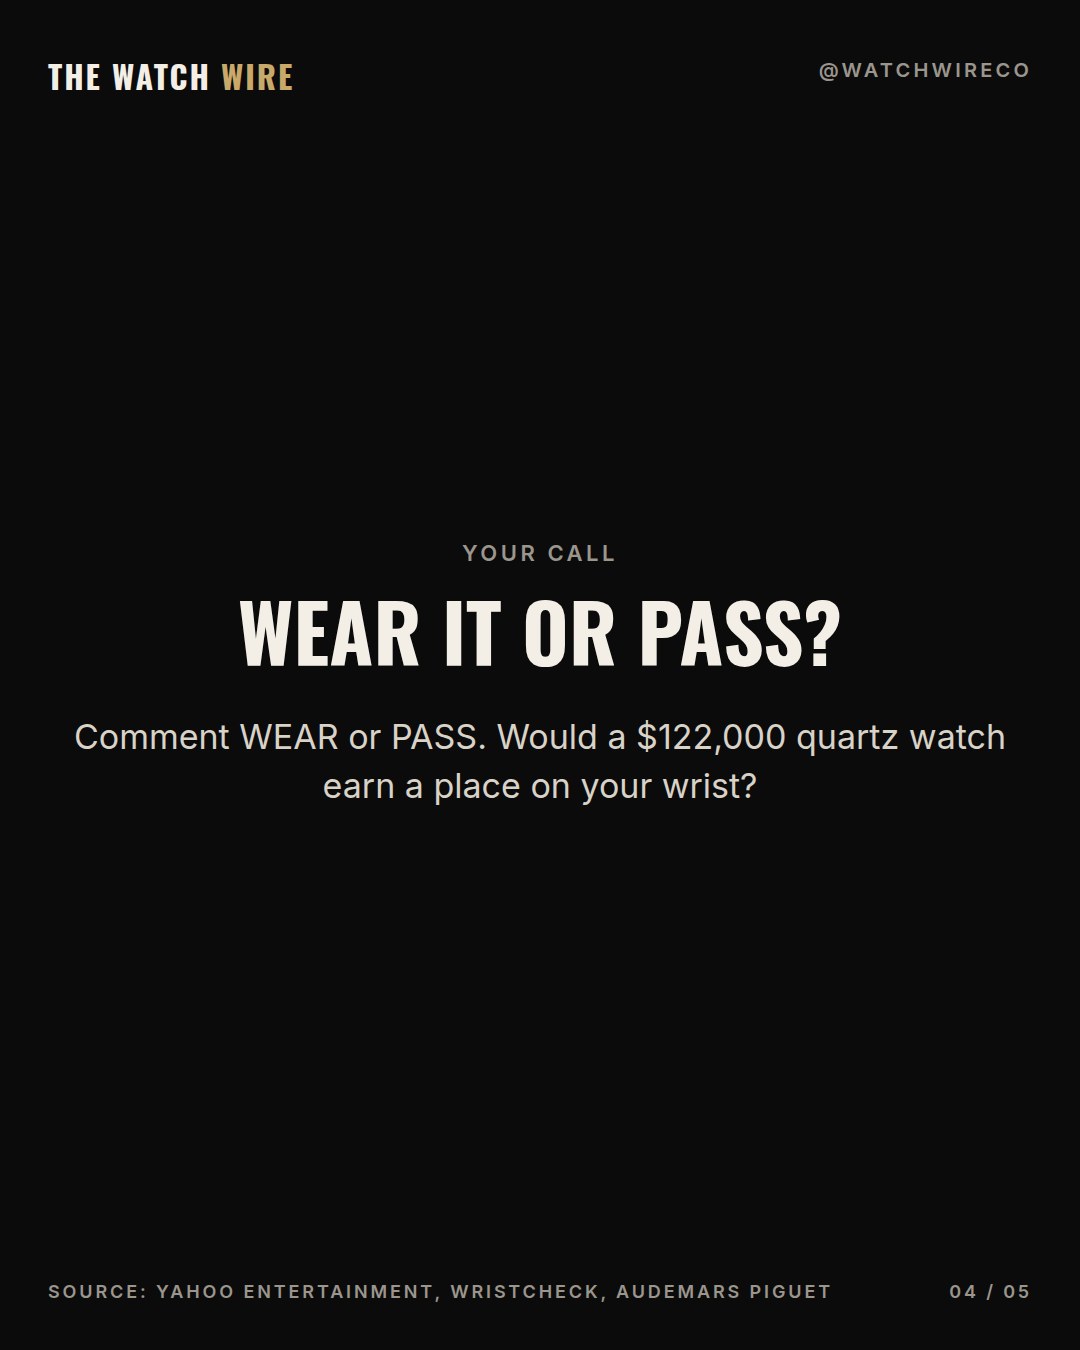 THE WATCH WIRE
@WATCHWIRECO
YOUR CALL
WEAR IT OR PASS?
Comment WEAR or PASS. Would a $122,000 quartz watch
earn a place on your wrist?
SOURCE: YAHOO ENTERTAINMENT, WRISTCHECK, AUDEMARS PIGUET
04 / 05